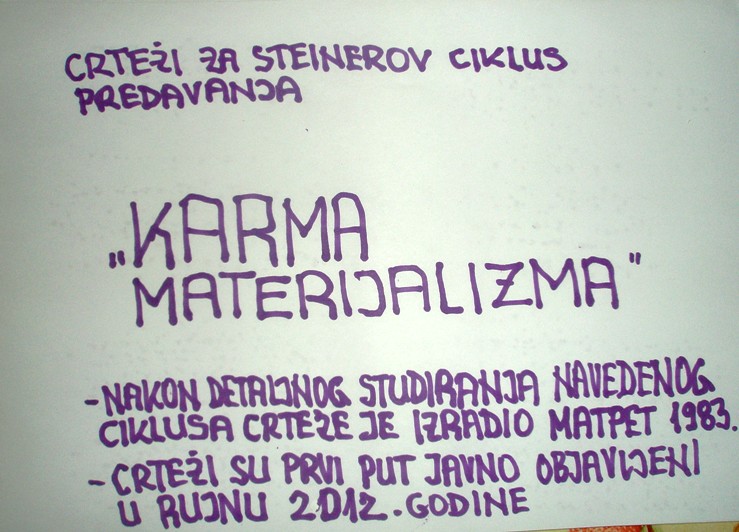 CRTEŽI ZA STEINEROV CIKLUS
PREDAVANJA
„KARMA
MATERIJALIZMA"
-NAKON DETALJNOG STUDIRANJA NAVEDENOG
CIKLUSA CRTEŽE JE IZRADIO MATPET 1983.
-CRTEŽI SU PRVI PUT JAVNO OBJAVLJENI
U RUJNU 2012. GODINE